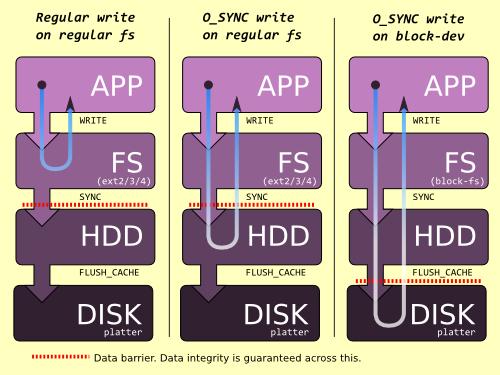 Regular write
on regular fs
APP
WRITE
FS
(ext2/3/4)
SYNC
HDD
FLUSH_CACHE
DISK
platter
O_SYNC write
on regular fs
APP
WRITE
FS
(ext2/3/4)
SYNC
HDD
FLUSH_CACHE
DISK
platter
O_SYNC write
on block-dev
APP
WRITE
FS
(block-fs)
SYNC
HDD
FLUSH_CACHE
DISK
platter
Data barrier. Data integrity is guaranteed across this.